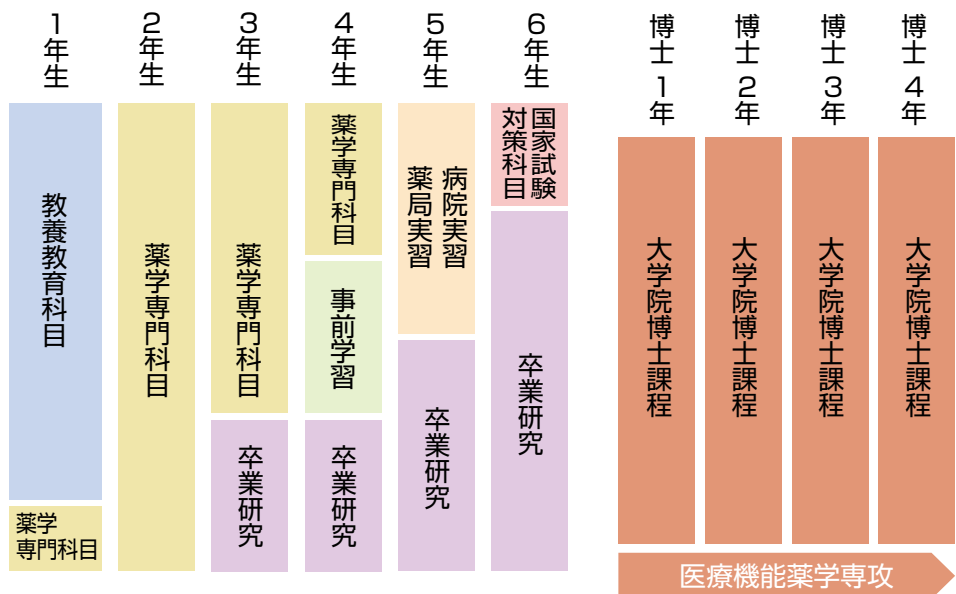 1年生
2年生
3年生
4年生
5年生
6年生
博士1年
博士2年
博士3年
博士4年
教養教育科目
薬学
専門科目
薬学専門科目
薬学専門科目
卒業研究
薬学専門科目
事前学習
卒業研究
病院実習
薬局実習
卒業研究
国家試験
対策科目
卒業研究
大学院博士課程
大学院博士課程
大学院博士課程
大学院博士課程
医療機能薬学専攻